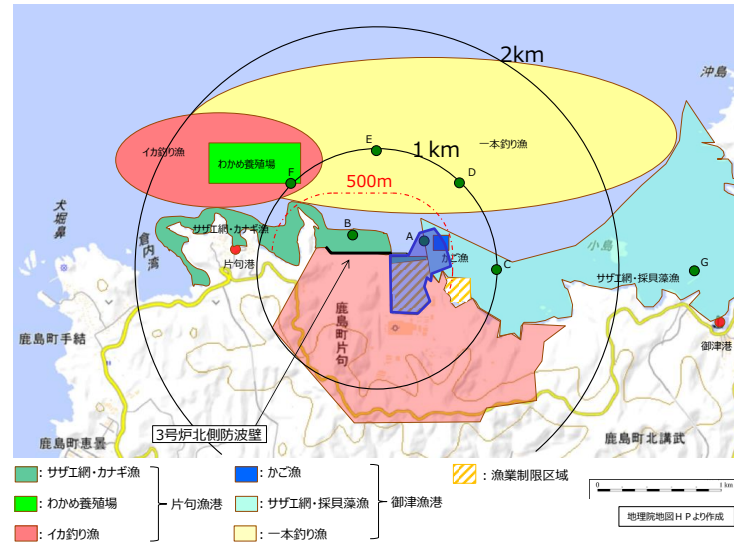 2km
沖島
イカ釣り漁
わかめ養殖場
E
1km
一本釣り漁
F
500m
D
犬堀鼻
倉内湾
サザエ網・カナギ漁
B
A
小島
片句港
かご漁
C
サザエ網・採貝藻漁
G
鹿島町手結
鹿島町片句
御津港
3号炉北側防波壁
鹿島町恵曇
鹿島町北講武
：サザエ網・カナギ漁
：わかめ養殖場
：イカ釣り漁
片句漁港
：かご漁
：サザエ網・採貝藻漁
：一本釣り漁
御津漁港
：漁業制限区域
0
1km
地理院地図ＨＰより作成